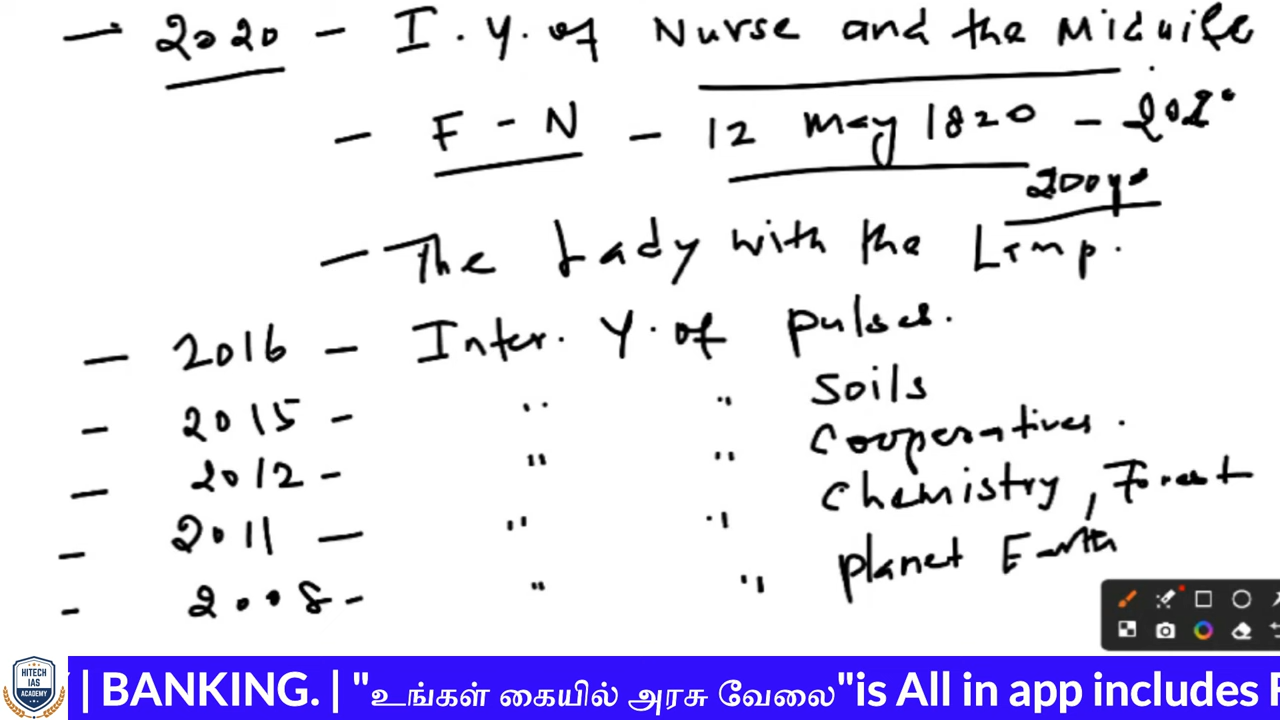 — 2020 — I. Y. of Nurse and the Midwife
— F - N — 12 May 1820 — 2020
200 y
— The Lady with the Lamp.
— 2016 — Inter. Y. of pulses.
— 2015 — " " Soils
— 2012 — " " Cooperatives.
— 2011 — " " Chemistry, Forest
— 2008 — " " planet Earth
HITECH IAS ACADEMY
| BANKING. | "உங்கள் கையில் அரசு வேலை"is All in app includes